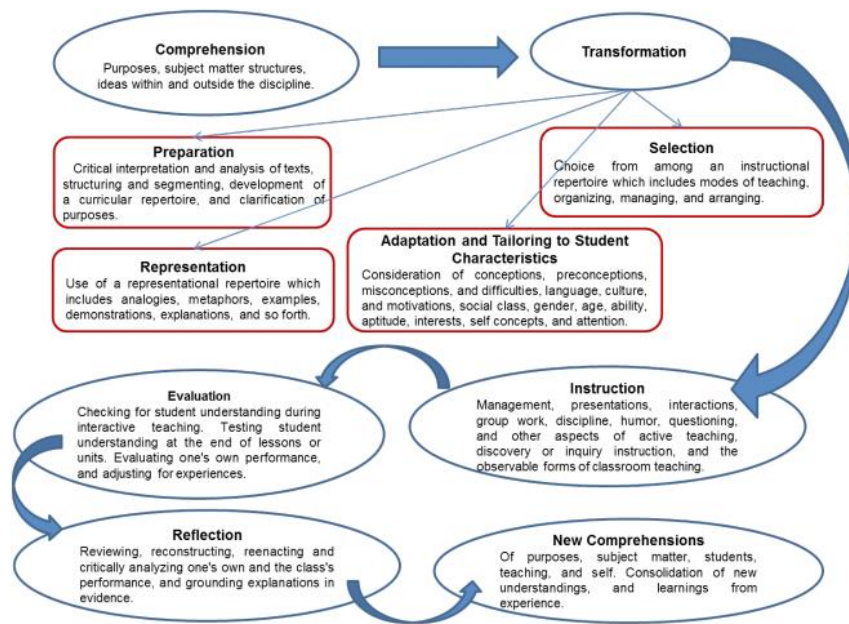 Comprehension
Purposes, subject matter structures,
ideas within and outside the discipline.
Transformation
Preparation
Critical interpretation and analysis of texts,
structuring and segmenting, development of
a curricular repertoire, and clarification of
purposes.
Selection
Choice from among an instructional
repertoire which includes modes of teaching,
organizing, managing, and arranging.
Representation
Use of a representational repertoire which
includes analogies, metaphors, examples,
demonstrations, explanations, and so forth.
Adaptation and Tailoring to Student
Characteristics
Consideration of conceptions, preconceptions,
misconceptions, and difficulties, language, culture,
and motivations, social class, gender, age, ability,
aptitude, interests, self concepts, and attention.
Instruction
Management, presentations, interactions,
group work, discipline, humor, questioning,
and other aspects of active teaching,
discovery or inquiry instruction, and the
observable forms of classroom teaching.
Evaluation
Checking for student understanding during
interactive teaching. Testing student
understanding at the end of lessons or
units. Evaluating one's own performance,
and adjusting for experiences.
Reflection
Reviewing, reconstructing, reenacting and
critically analyzing one's own and the class's
performance, and grounding explanations in
evidence.
New Comprehensions
Of purposes, subject matter, students,
teaching, and self. Consolidation of new
understandings, and learnings from
experience.